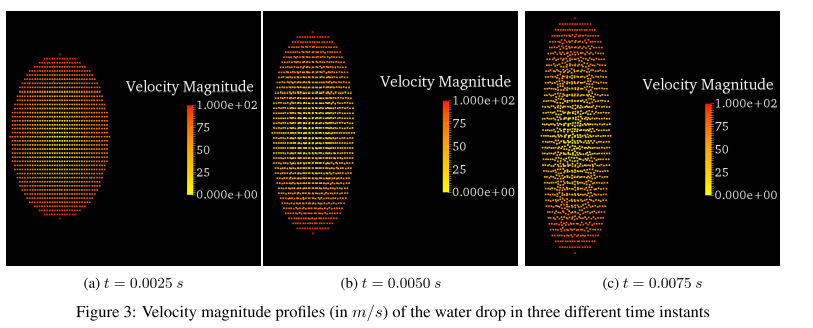 Velocity Magnitude
1.000e+02
75
50
25
0.000e+00
Velocity Magnitude
1.000e+02
75
50
25
0.000e+00
Velocity Magnitude
1.000e+02
75
50
25
0.000e+00
(a) t = 0.0025 s
(b) t = 0.0050 s
(c) t = 0.0075 s
Figure 3: Velocity magnitude profiles (in m/s) of the water drop in three different time instants